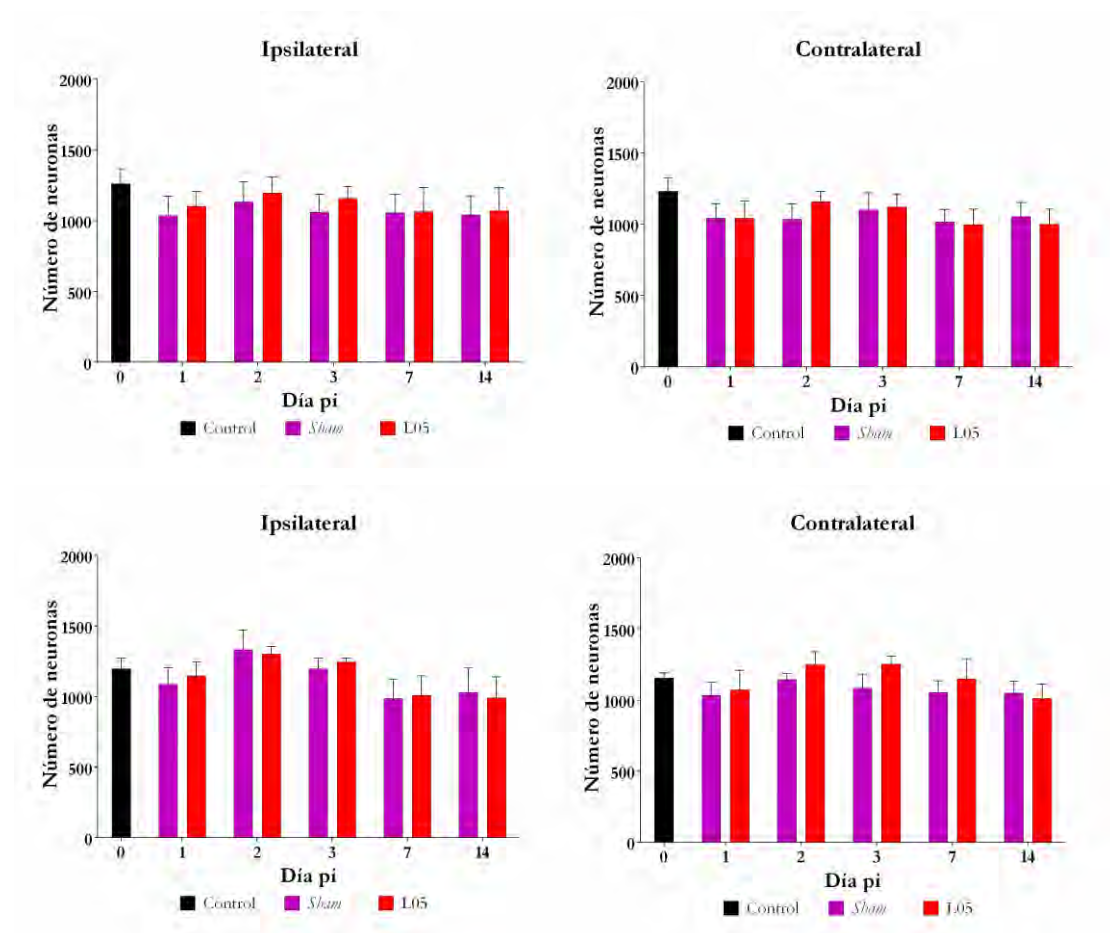 Ipsilateral
Número de neuronas
2000
1500
1000
500
0
0 1 2 3 7 14
Día pi
Control Sham L05
Contralateral
Número de neuronas
2000
1500
1000
500
0
0 1 2 3 7 14
Día pi
Control Sham L05
Ipsilateral
Número de neuronas
2000
1500
1000
500
0
0 1 2 3 7 14
Día pi
Control Sham L05
Contralateral
Número de neuronas
2000
1500
1000
500
0
0 1 2 3 7 14
Día pi
Control Sham L05